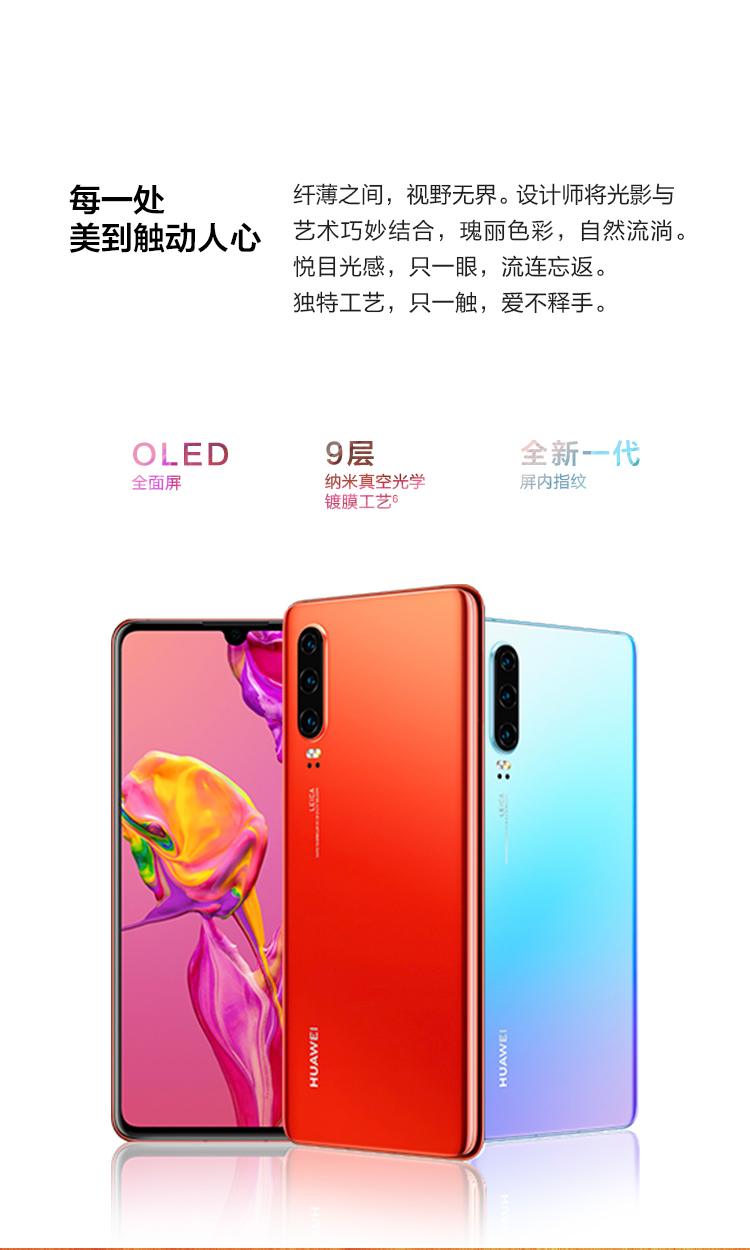 每一处
美到触动人心
纤薄之间，视野无界。设计师将光影与
艺术巧妙结合，瑰丽色彩，自然流淌。
悦目光感，只一眼，流连忘返。
独特工艺，只一触，爱不释手。
OLED
全面屏
9层
纳米真空光学
镀膜工艺6
全新一代
屏内指纹
LEICA
HUAWEI
LEICA
HUAWEI